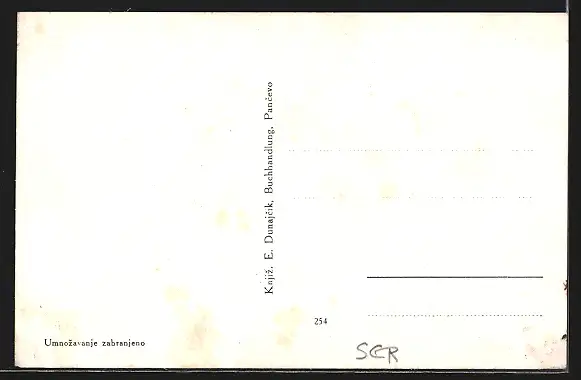 Knjiž. E. Dunajčik, Buchhandlung, Pančevo
254
Umnožavanje zabranjeno
SCR